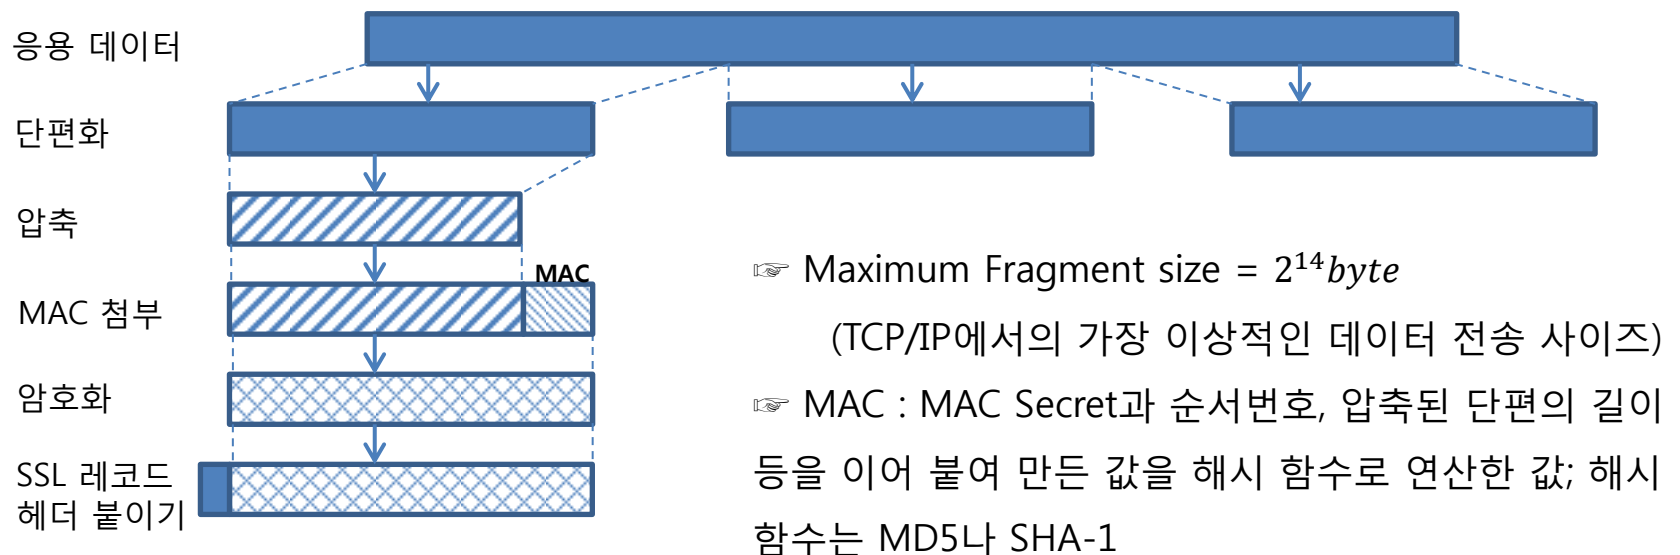 응용 데이터
단편화
압축
MAC
MAC 첨부
암호화
SSL 레코드
헤더 붙이기
☞ Maximum Fragment size = 2¹⁴byte
(TCP/IP에서의 가장 이상적인 데이터 전송 사이즈)
☞ MAC : MAC Secret과 순서번호, 압축된 단편의 길이
등을 이어 붙여 만든 값을 해시 함수로 연산한 값; 해시
함수는 MD5나 SHA-1